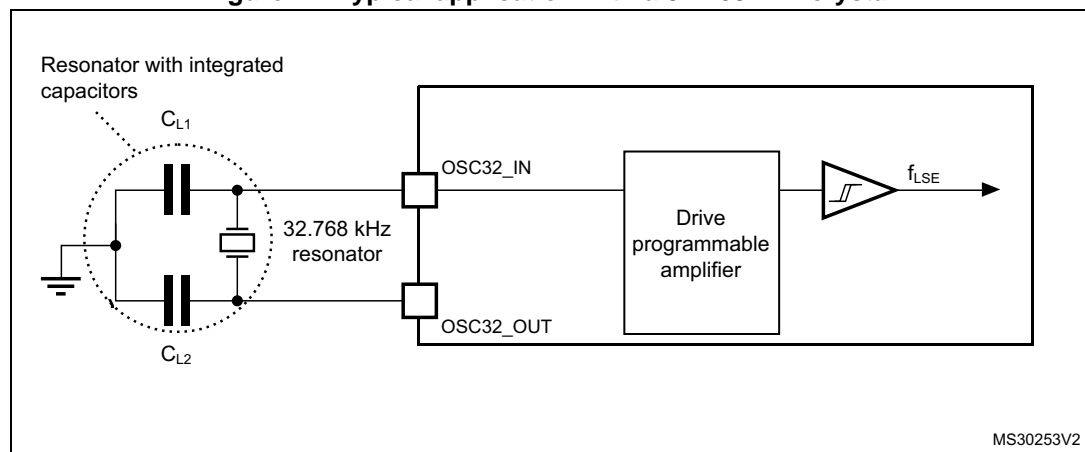 Resonator with integrated
capacitors
CL1
OSC32_IN
fLSE
32.768 kHz
resonator
Drive
programmable
amplifier
OSC32_OUT
CL2
MS30253V2